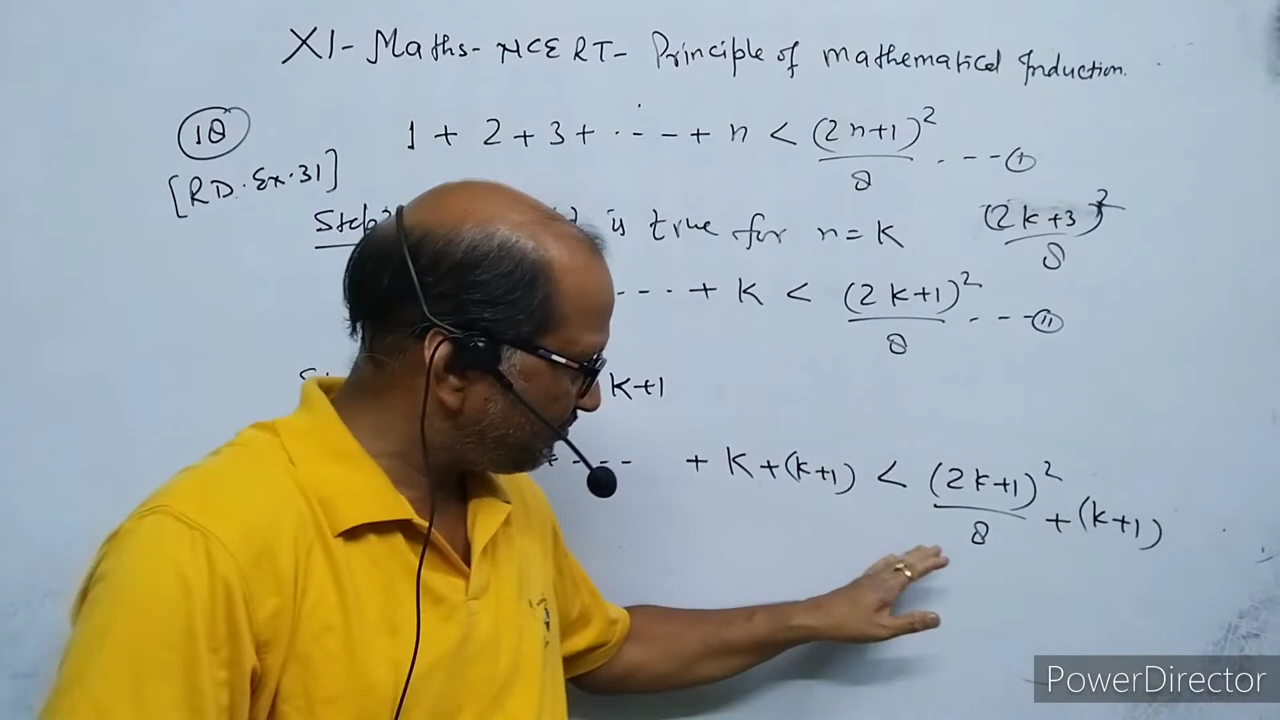 XI - Maths - NCERT - Principle of mathematical Induction.
18
1 + 2 + 3 + ---- + n < (2n+1)²/8 ---- (I)
[RD. Ex. 31]
is true for n = k
(2k+3)²/8
---- + k < (2k+1)²/8 ---- (II)
k+1
+ ---- + k + (k+1) < (2k+1)²/8 + (k+1)
PowerDirector